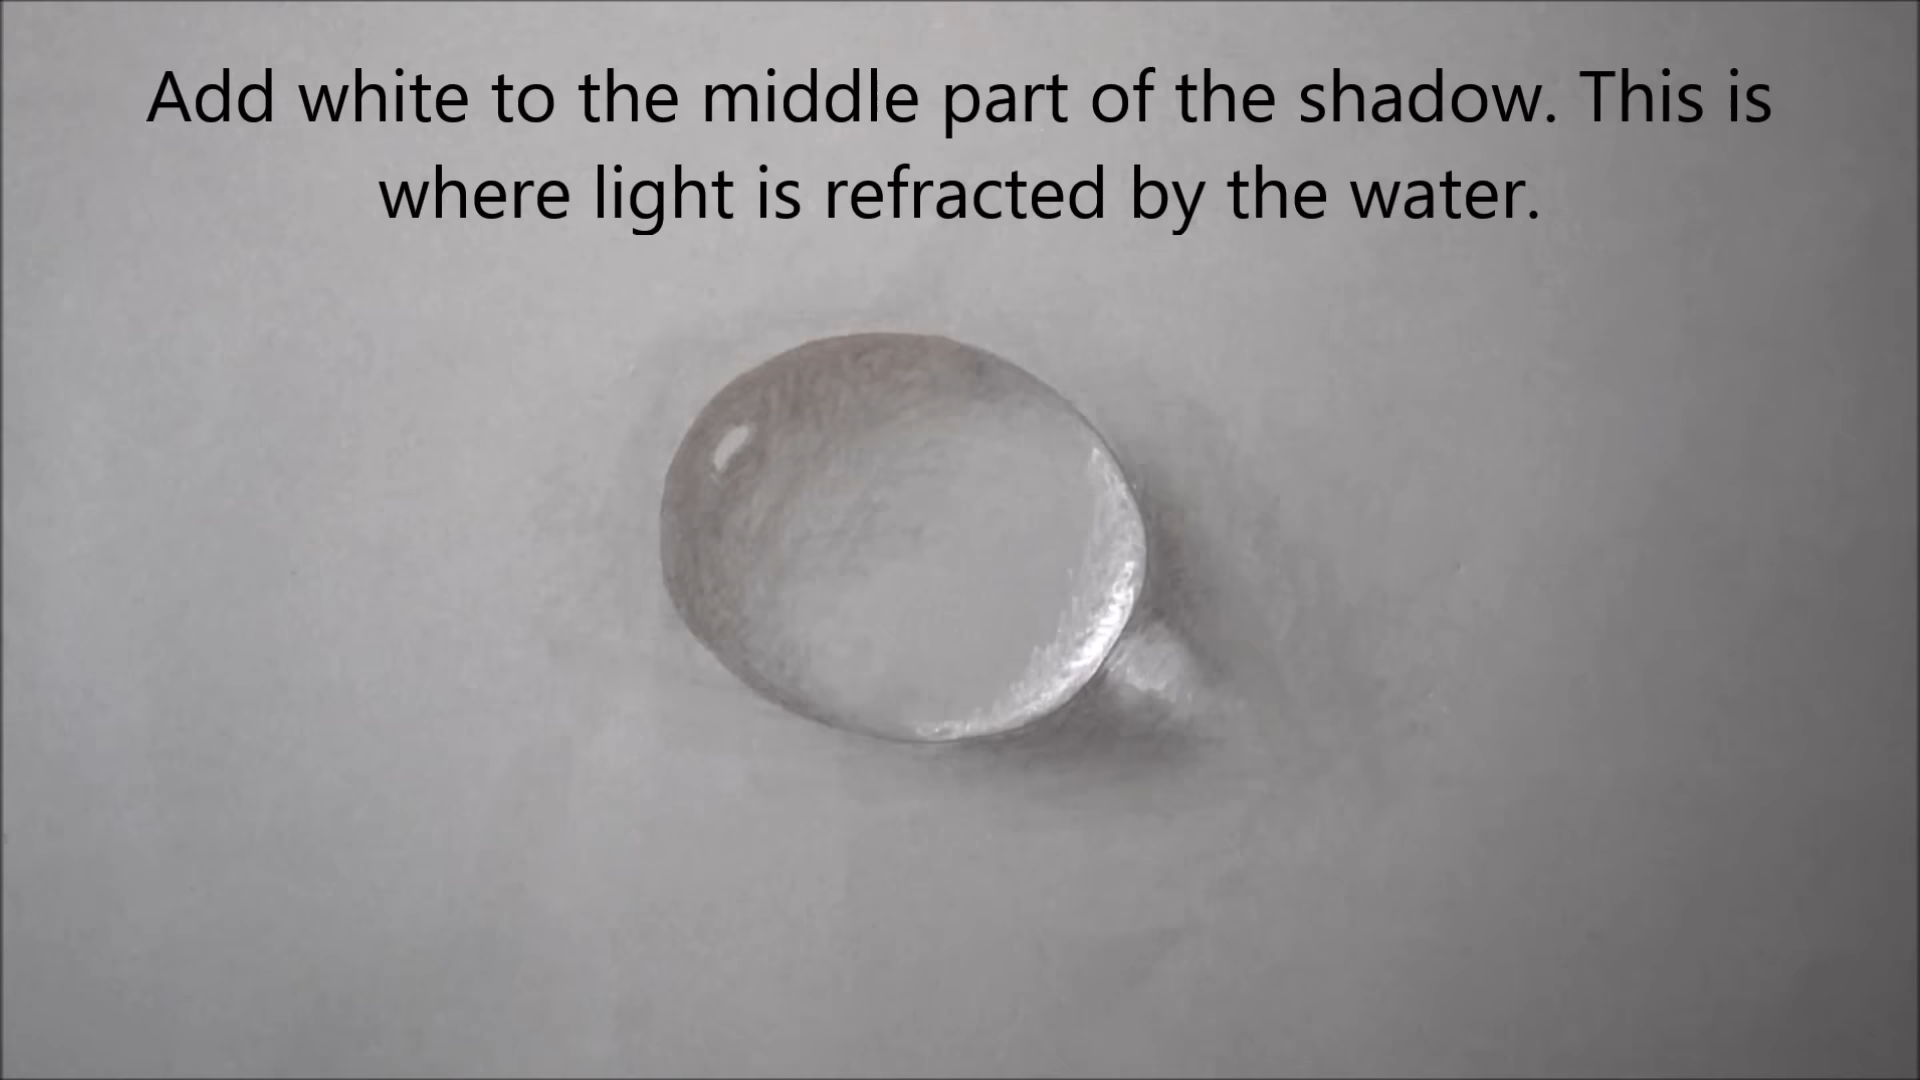 Add white to the middle part of the shadow. This is
where light is refracted by the water.